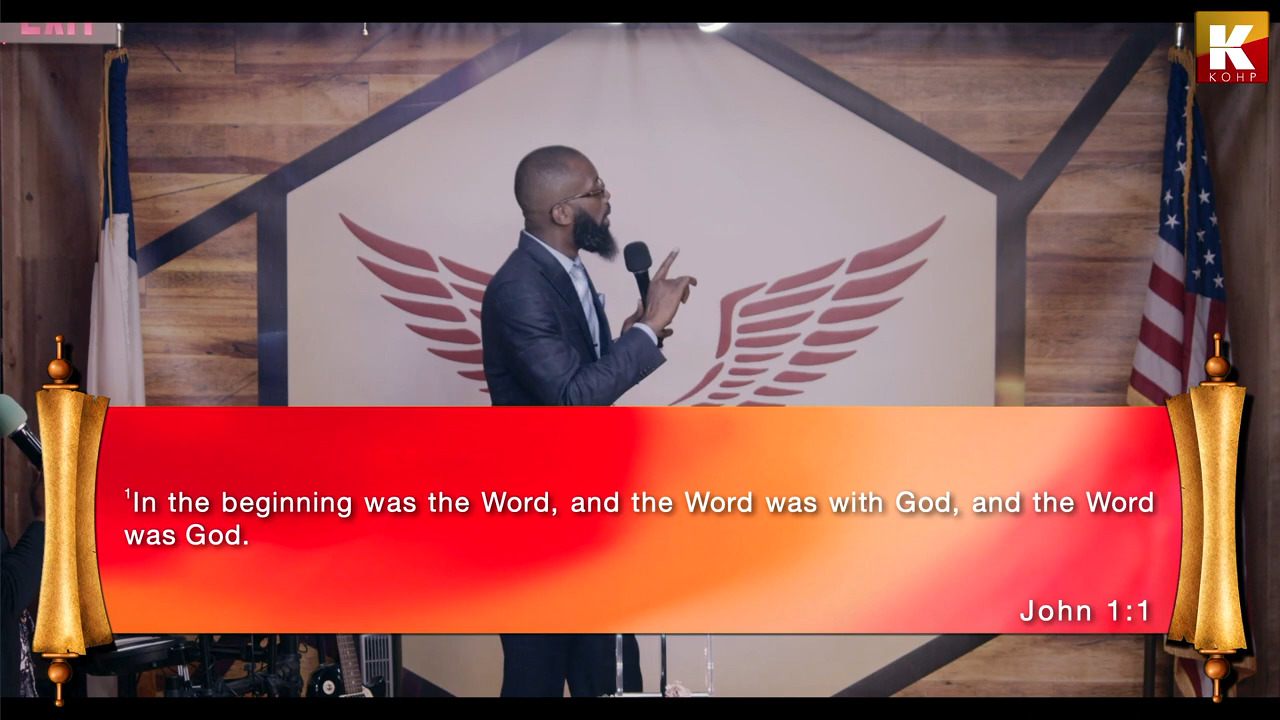 EXIT
K
KOHP
¹In the beginning was the Word, and the Word was with God, and the Word
was God.
John 1:1